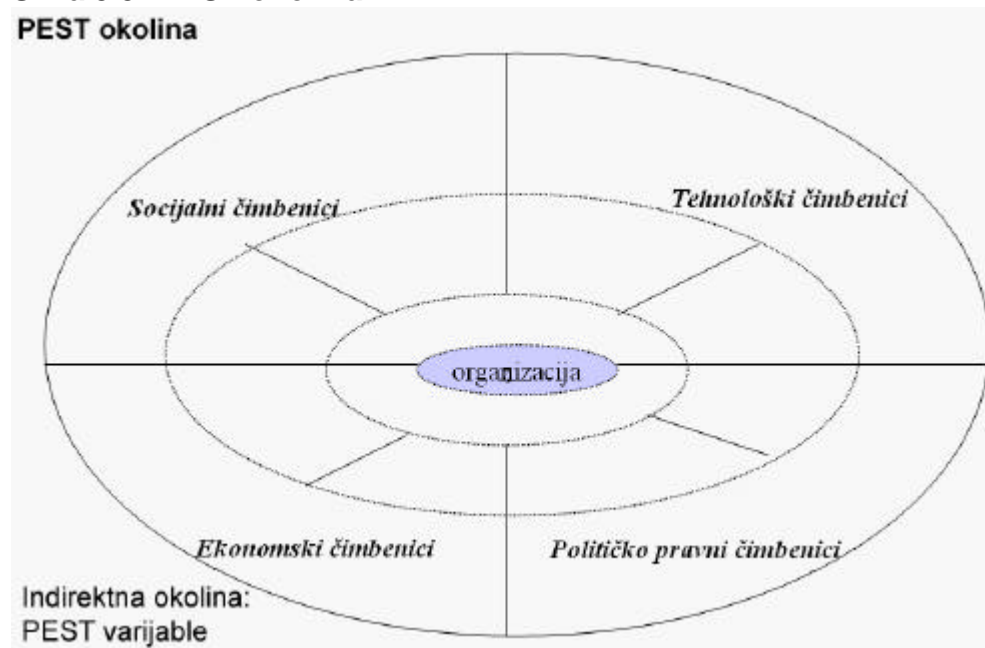 PEST okolina
Socijalni čimbenici
Tehnološki čimbenici
organizacija
Ekonomski čimbenici
Političko pravni čimbenici
Indirektna okolina:
PEST varijable